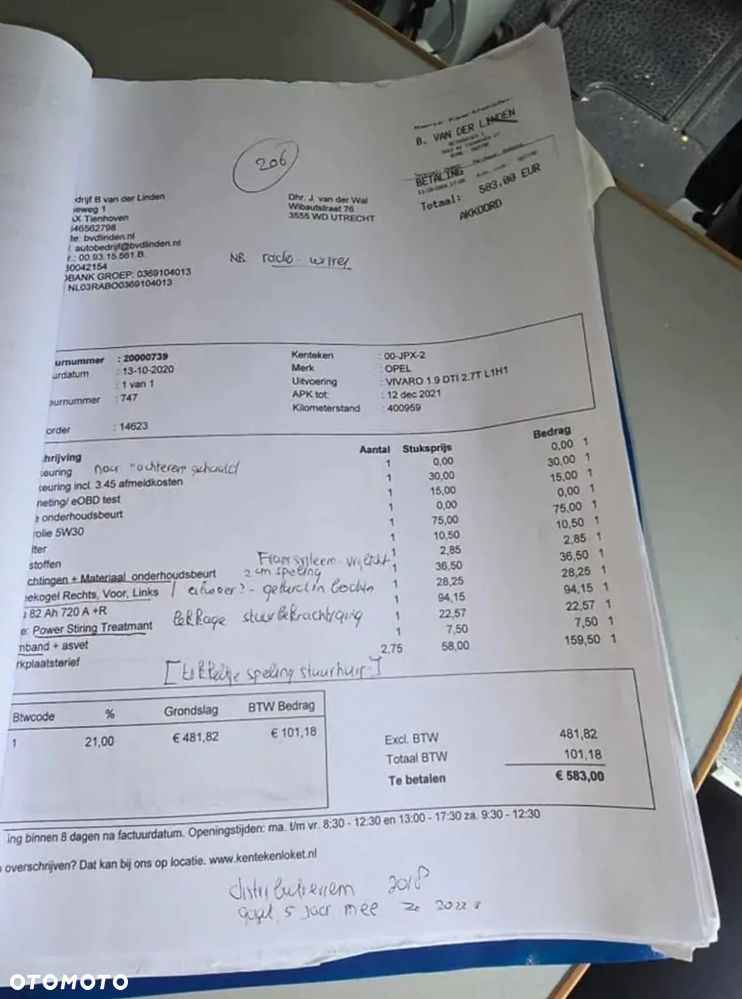 B. VAN DER LINDEN
BETALING
Totaal: 583,00 EUR
AKKOORD
206
drijf B van der Linden
eweg 1
X Tienhoven
46562798
te: bvdlinden.nl
: autobedrijf@bvdlinden.nl
r.: 00.93.15.561.B.
30042154
OBANK GROEP: 0369104013
NL03RABO0369104013
Dhr. J. van der Wal
Wibautstraat 76
3555 WD UTRECHT
NB radio
urnummer : 20000739
urdatum : 13-10-2020
: 1 van 1
eurnummer : 747
order : 14623
Kenteken : 00-JPX-2
Merk : OPEL
Uitvoering : VIVARO 1.9 DTI 2.7T L1H1
APK tot: : 12 dec 2021
Kilometerstand : 400959
chrijving Aantal Stuksprijs Bedrag
euring naar "achteren gehaald 1 0,00 0,00 1
euring incl. 3.45 afmeldkosten 1 30,00 30,00 1
neting/ eOBD test 1 15,00 15,00 1
e onderhoudsbeurt 1 0,00 0,00 1
rolie 5W30 1 75,00 75,00 1
lter 1 10,50 10,50 1
stoffen 1 2,85 2,85 1
chtingen + Materiaal onderhoudsbeurt 2 cm speling 1 36,50 36,50 1
ekogel Rechts, Voor, Links 1 28,25 28,25 1
82 Ah 720 A +R 1 94,15 94,15 1
e: Power Stiring Treatmant lekkage stuurbekrachtiging 1 22,57 22,57 1
nband + asvet 1 7,50 7,50 1
rkplaatstarief 2,75 58,00 159,50 1
speling stuurhuis]
Btwcode % Grondslag BTW Bedrag
1 21,00 € 481,82 € 101,18
Excl. BTW 481,82
Totaal BTW 101,18
Te betalen € 583,00
ing binnen 8 dagen na factuurdatum. Openingstijden: ma. t/m vr. 8:30 - 12:30 en 13:00 - 17:30 za. 9:30 - 12:30
overschrijven? Dat kan bij ons op locatie. www.kentekenloket.nl
distributieriem 2018
gaat 5 jaar mee
OTOMOTO